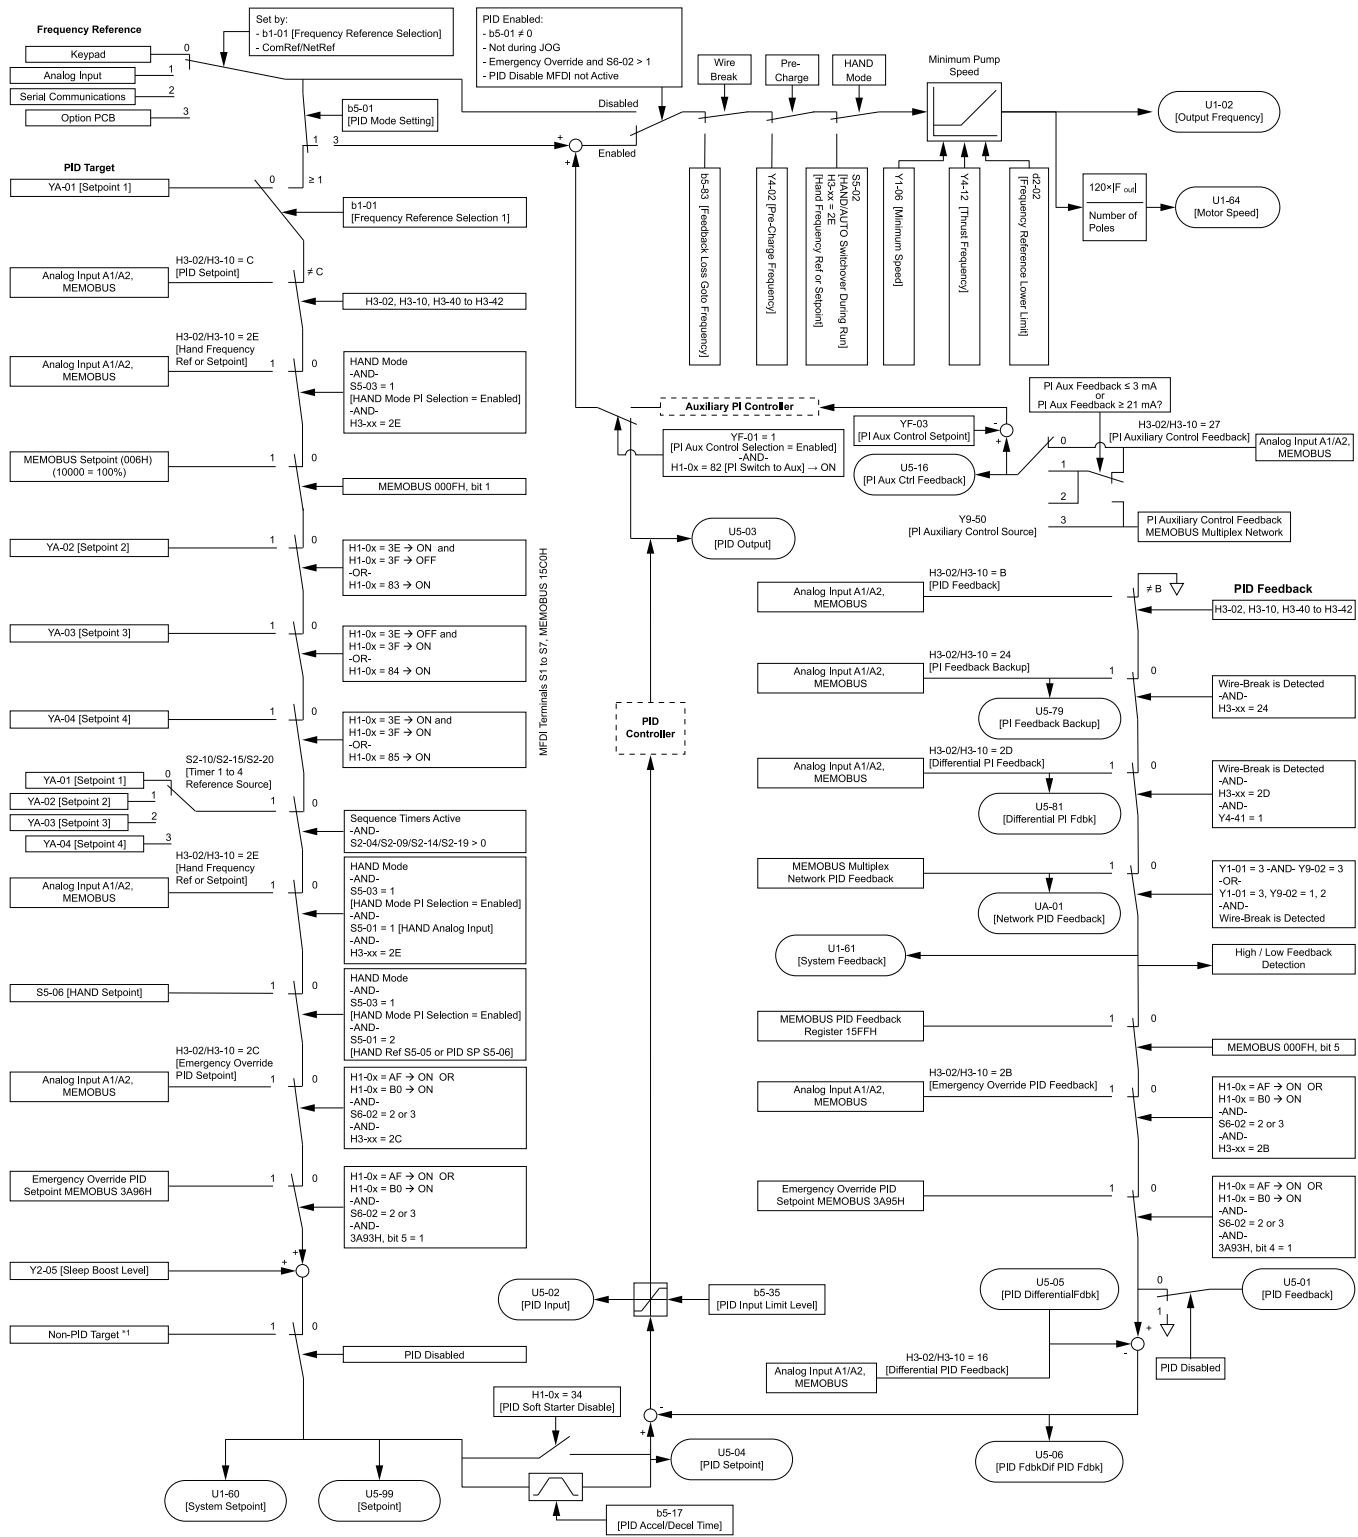 Frequency Reference
Keypad
0
Analog Input
1
Serial Communications
2
Option PCB
3
Set by:
- b1-01 [Frequency Reference Selection]
- ComRef/NetRef
PID Enabled:
- b5-01 ≠ 0
- Not during JOG
- Emergency Override and S6-02 > 1
- PID Disable MFDI not Active
b5-01
[PID Mode Setting]
1
3
+
+
Disabled
Enabled
Wire
Break
Pre-
Charge
HAND
Mode
Minimum Pump
Speed
U1-02
[Output Frequency]
120×|F out|
Number of
Poles
U1-64
[Motor Speed]
b5-83 [Feedback Loss Goto Frequency]
Y4-02 [Pre-Charge Frequency]
S5-02
[HAND/AUTO Switchover During Run]
H3-xx = 2E
[Hand Frequency Ref or Setpoint]
Y1-06 [Minimum Speed]
Y4-12 [Thrust Frequency]
d2-02
[Frequency Reference Lower Limit]
PID Target
YA-01 [Setpoint 1]
0
≥ 1
b1-01
[Frequency Reference Selection 1]
Analog Input A1/A2,
MEMOBUS
H3-02/H3-10 = C
[PID Setpoint]
≠ C
H3-02, H3-10, H3-40 to H3-42
Analog Input A1/A2,
MEMOBUS
H3-02/H3-10 = 2E
[Hand Frequency
Ref or Setpoint]
1
0
HAND Mode
-AND-
S5-03 = 1
[HAND Mode PI Selection = Enabled]
-AND-
H3-xx = 2E
MEMOBUS Setpoint (006H)
(10000 = 100%)
1
0
MEMOBUS 000FH, bit 1
YA-02 [Setpoint 2]
1
0
H1-0x = 3E → ON and
H1-0x = 3F → OFF
-OR-
H1-0x = 83 → ON
YA-03 [Setpoint 3]
1
0
H1-0x = 3E → OFF and
H1-0x = 3F → ON
-OR-
H1-0x = 84 → ON
YA-04 [Setpoint 4]
1
0
H1-0x = 3E → ON and
H1-0x = 3F → ON
-OR-
H1-0x = 85 → ON
MFDI Terminals S1 to S7, MEMOBUS 15C0H
S2-10/S2-15/S2-20
[Timer 1 to 4
Reference Source]
YA-01 [Setpoint 1]
0
YA-02 [Setpoint 2]
1
YA-03 [Setpoint 3]
2
YA-04 [Setpoint 4]
3
1
0
Sequence Timers Active
-AND-
S2-04/S2-09/S2-14/S2-19 > 0
Analog Input A1/A2,
MEMOBUS
H3-02/H3-10 = 2E
[Hand Frequency
Ref or Setpoint]
1
0
HAND Mode
-AND-
S5-03 = 1
[HAND Mode PI Selection = Enabled]
-AND-
S5-01 = 1 [HAND Analog Input]
-AND-
H3-xx = 2E
S5-06 [HAND Setpoint]
1
0
HAND Mode
-AND-
S5-03 = 1
[HAND Mode PI Selection = Enabled]
-AND-
S5-01 = 2
[HAND Ref S5-05 or PID SP S5-06]
Analog Input A1/A2,
MEMOBUS
H3-02/H3-10 = 2C
[Emergency Override
PID Setpoint]
1
0
H1-0x = AF → ON OR
H1-0x = B0 → ON
-AND-
S6-02 = 2 or 3
-AND-
H3-xx = 2C
Emergency Override PID
Setpoint MEMOBUS 3A96H
1
0
H1-0x = AF → ON OR
H1-0x = B0 → ON
-AND-
S6-02 = 2 or 3
-AND-
3A93H, bit 5 = 1
Y2-05 [Sleep Boost Level]
+
+
Non-PID Target *1
1
0
PID Disabled
U1-60
[System Setpoint]
U5-99
[Setpoint]
H1-0x = 34
[PID Soft Starter Disable]
b5-17
[PID Accel/Decel Time]
U5-04
[PID Setpoint]
+
-
U5-02
[PID Input]
b5-35
[PID Input Limit Level]
PID
Controller
U5-03
[PID Output]
Auxiliary PI Controller
YF-01 = 1
[PI Aux Control Selection = Enabled]
-AND-
H1-0x = 82 [PI Switch to Aux] → ON
YF-03
[PI Aux Control Setpoint]
-
+
U5-16
[PI Aux Ctrl Feedback]
PI Aux Feedback ≤ 3 mA
or
PI Aux Feedback ≥ 21 mA?
H3-02/H3-10 = 27
[PI Auxiliary Control Feedback]
Analog Input A1/A2,
MEMOBUS
0
1
2
3
Y9-50
[PI Auxiliary Control Source]
PI Auxiliary Control Feedback
MEMOBUS Multiplex Network
PID Feedback
Analog Input A1/A2,
MEMOBUS
H3-02/H3-10 = B
[PID Feedback]
≠ B
H3-02, H3-10, H3-40 to H3-42
Analog Input A1/A2,
MEMOBUS
H3-02/H3-10 = 24
[PI Feedback Backup]
1
0
U5-79
[PI Feedback Backup]
Wire-Break is Detected
-AND-
H3-xx = 24
Analog Input A1/A2,
MEMOBUS
H3-02/H3-10 = 2D
[Differential PI Feedback]
1
0
U5-81
[Differential PI Fdbk]
Wire-Break is Detected
-AND-
H3-xx = 2D
-AND-
Y4-41 = 1
MEMOBUS Multiplex
Network PID Feedback
1
0
UA-01
[Network PID Feedback]
Y1-01 = 3 -AND- Y9-02 = 3
-OR-
Y1-01 = 3, Y9-02 = 1, 2
-AND-
Wire-Break is Detected
U1-61
[System Feedback]
High / Low Feedback
Detection
MEMOBUS PID Feedback
Register 15FFH
1
0
MEMOBUS 000FH, bit 5
Analog Input A1/A2,
MEMOBUS
H3-02/H3-10 = 2B
[Emergency Override PID Feedback]
1
0
H1-0x = AF → ON OR
H1-0x = B0 → ON
-AND-
S6-02 = 2 or 3
-AND-
H3-xx = 2B
Emergency Override PID
Setpoint MEMOBUS 3A95H
1
0
H1-0x = AF → ON OR
H1-0x = B0 → ON
-AND-
S6-02 = 2 or 3
-AND-
3A93H, bit 4 = 1
U5-05
[PID DifferentialFdbk]
0
1
U5-01
[PID Feedback]
PID Disabled
+
-
Analog Input A1/A2,
MEMOBUS
H3-02/H3-10 = 16
[Differential PID Feedback]
U5-06
[PID FdbkDif PID Fdbk]